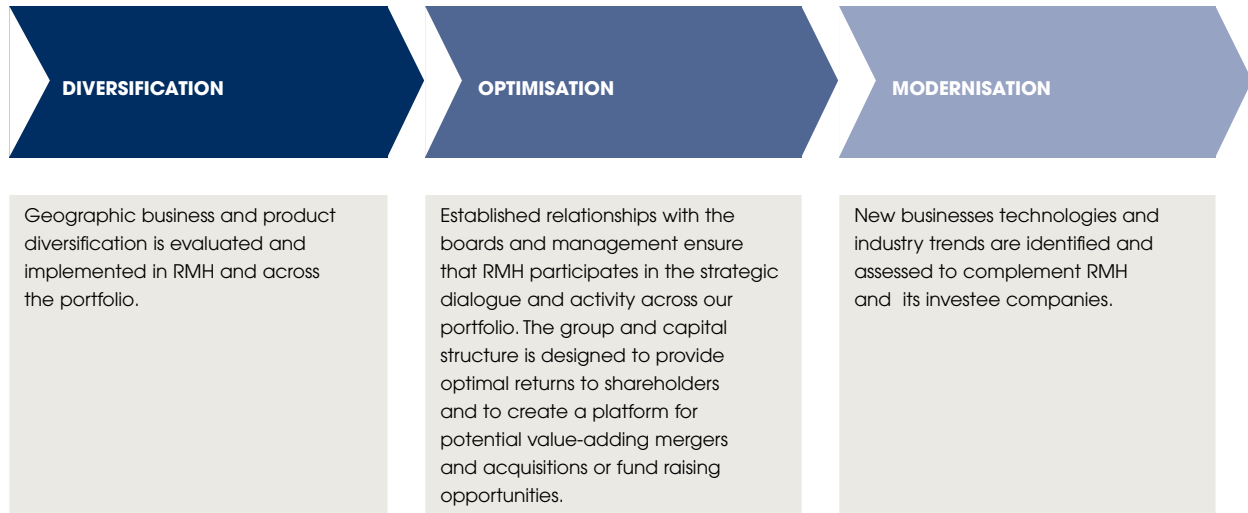 DIVERSIFICATION
Geographic business and product
diversification is evaluated and
implemented in RMH and across
the portfolio.
OPTIMISATION
Established relationships with the
boards and management ensure
that RMH participates in the strategic
dialogue and activity across our
portfolio. The group and capital
structure is designed to provide
optimal returns to shareholders
and to create a platform for
potential value-adding mergers
and acquisitions or fund raising
opportunities.
MODERNISATION
New businesses technologies and
industry trends are identified and
assessed to complement RMH
and  its investee companies.